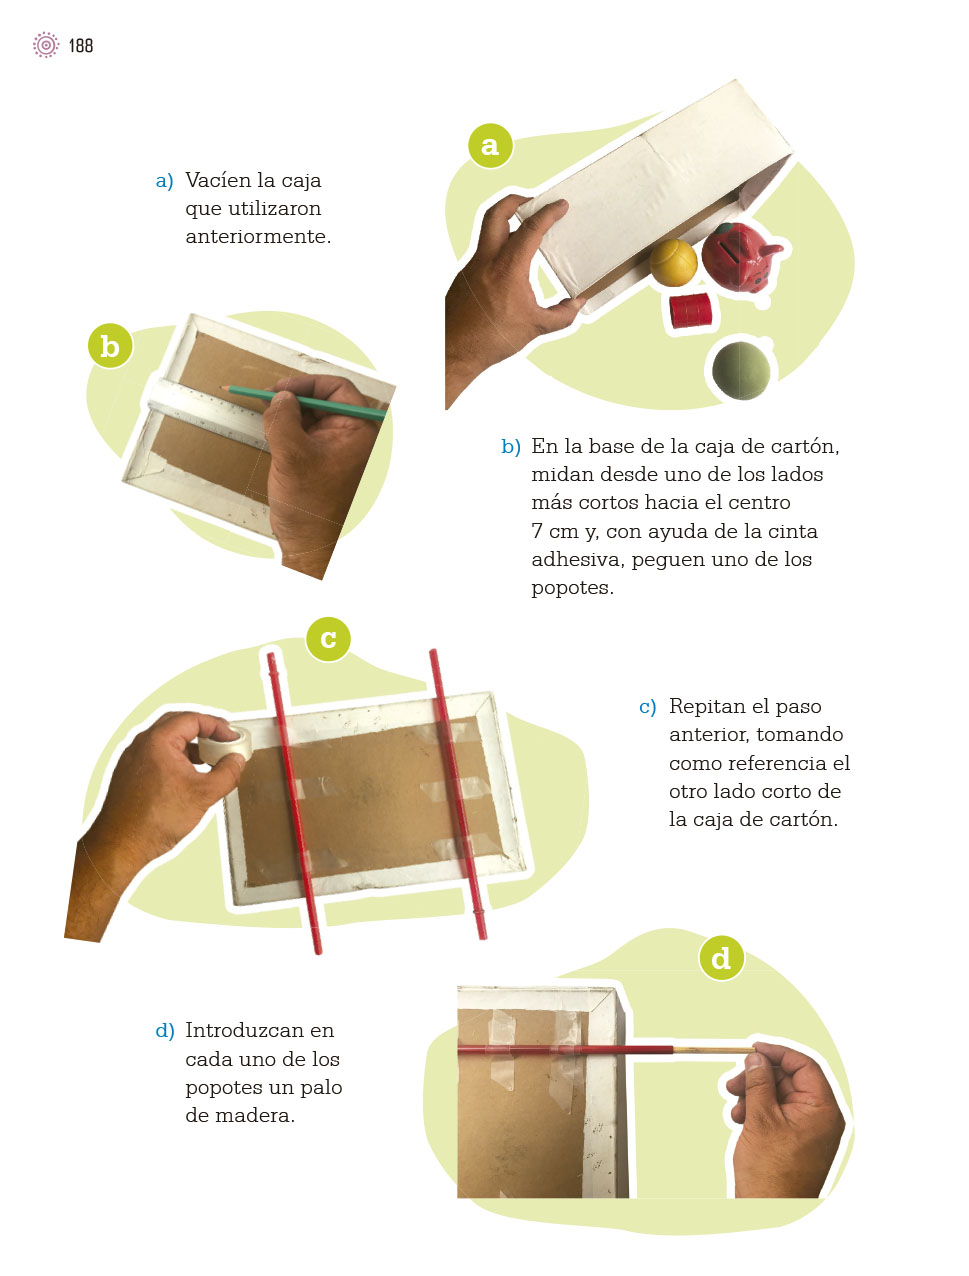 188
a
a) Vacíen la caja
que utilizaron
anteriormente.
b
b) En la base de la caja de cartón,
midan desde uno de los lados
más cortos hacia el centro
7 cm y, con ayuda de la cinta
adhesiva, peguen uno de los
popotes.
c
c) Repitan el paso
anterior, tomando
como referencia el
otro lado corto de
la caja de cartón.
d
d) Introduzcan en
cada uno de los
popotes un palo
de madera.